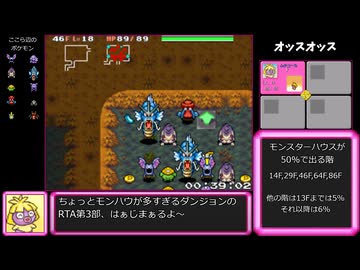 ここら辺の
ポケモン
46F Lv18 HP89/89
00:39:02
オッスオッス
モンスターハウスが
50%で出る階
14F,29F,46F,64F,86F
他の階は13Fまでは5%
それ以降は6%
ちょっとモンハウが多すぎるダンジョンの
RTA第3部、はぁじまぁるよ~